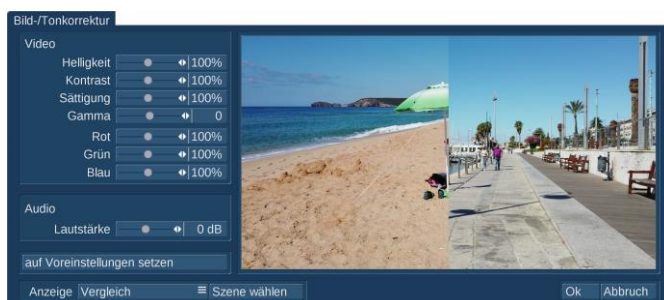 Bild-/Tonkorrektur
Video
Helligkeit 100%
Kontrast 100%
Sättigung 100%
Gamma 0
Rot 100%
Grün 100%
Blau 100%
Audio
Lautstärke 0 dB
auf Voreinstellungen setzen
Anzeige Vergleich Szene wählen Ok Abbruch